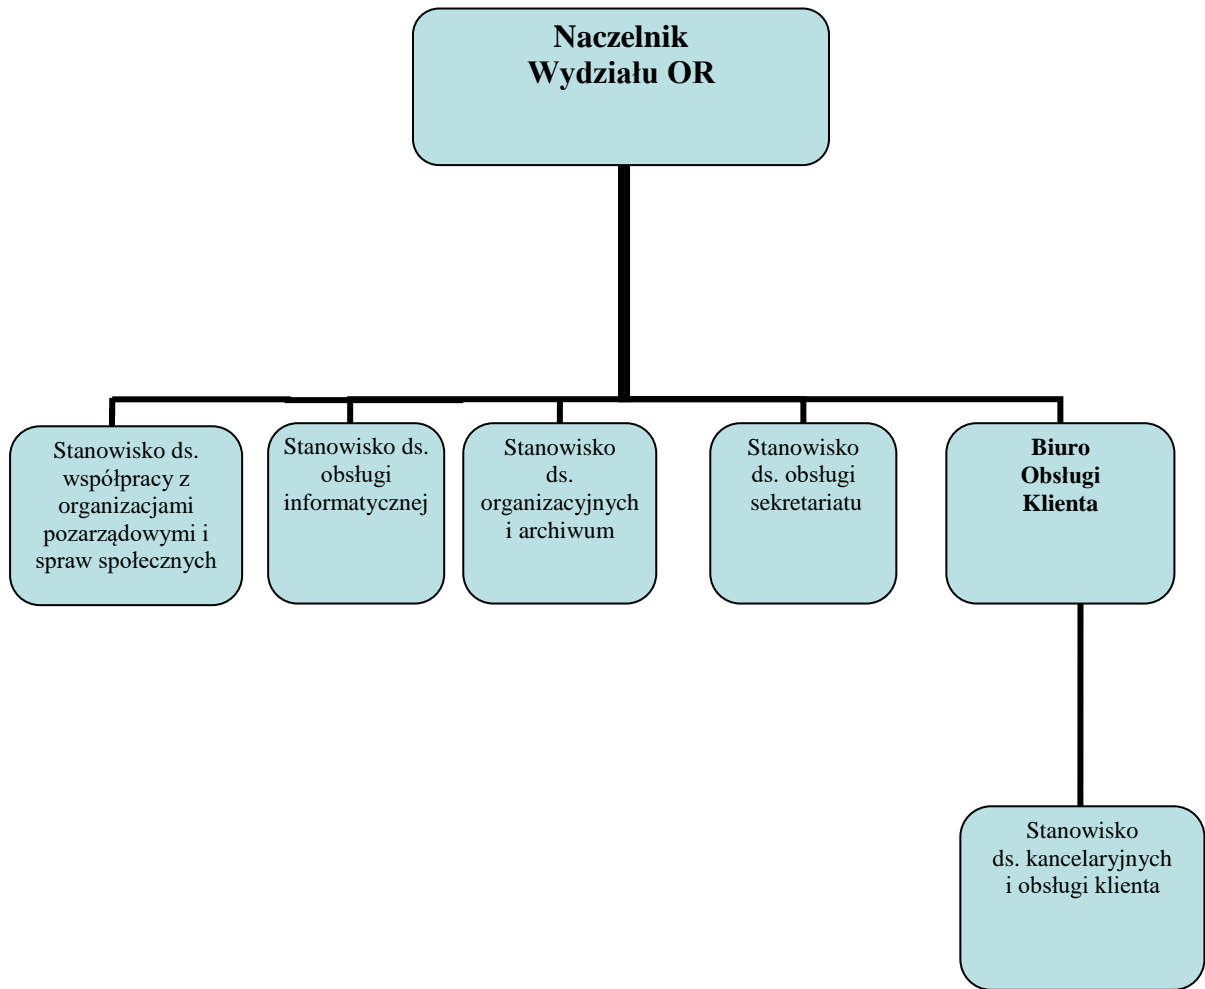 Naczelnik
Wydziału OR
Stanowisko ds.
współpracy z
organizacjami
pozarządowymi i
spraw społecznych
Stanowisko ds.
obsługi
informatycznej
Stanowisko
ds.
organizacyjnych
i archiwum
Stanowisko
ds. obsługi
sekretariatu
Biuro
Obsługi
Klienta
Stanowisko
ds. kancelaryjnych
i obsługi klienta